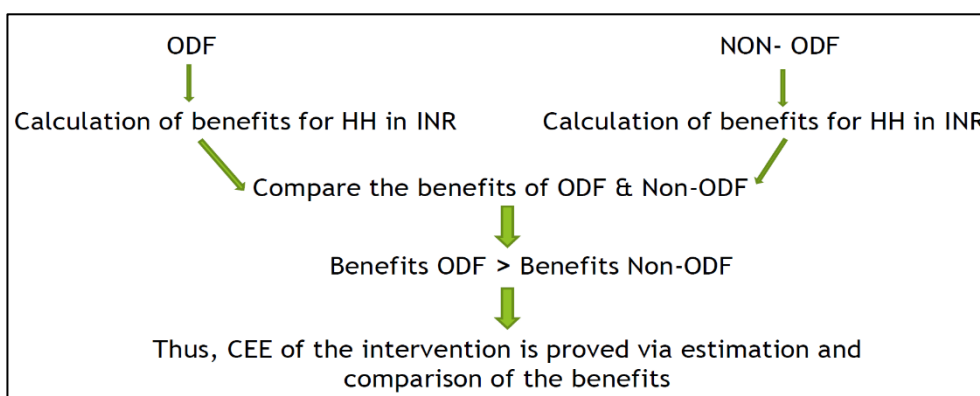 ODF
NON- ODF
Calculation of benefits for HH in INR
Calculation of benefits for HH in INR
Compare the benefits of ODF & Non-ODF
Benefits ODF > Benefits Non-ODF
Thus, CEE of the intervention is proved via estimation and
comparison of the benefits